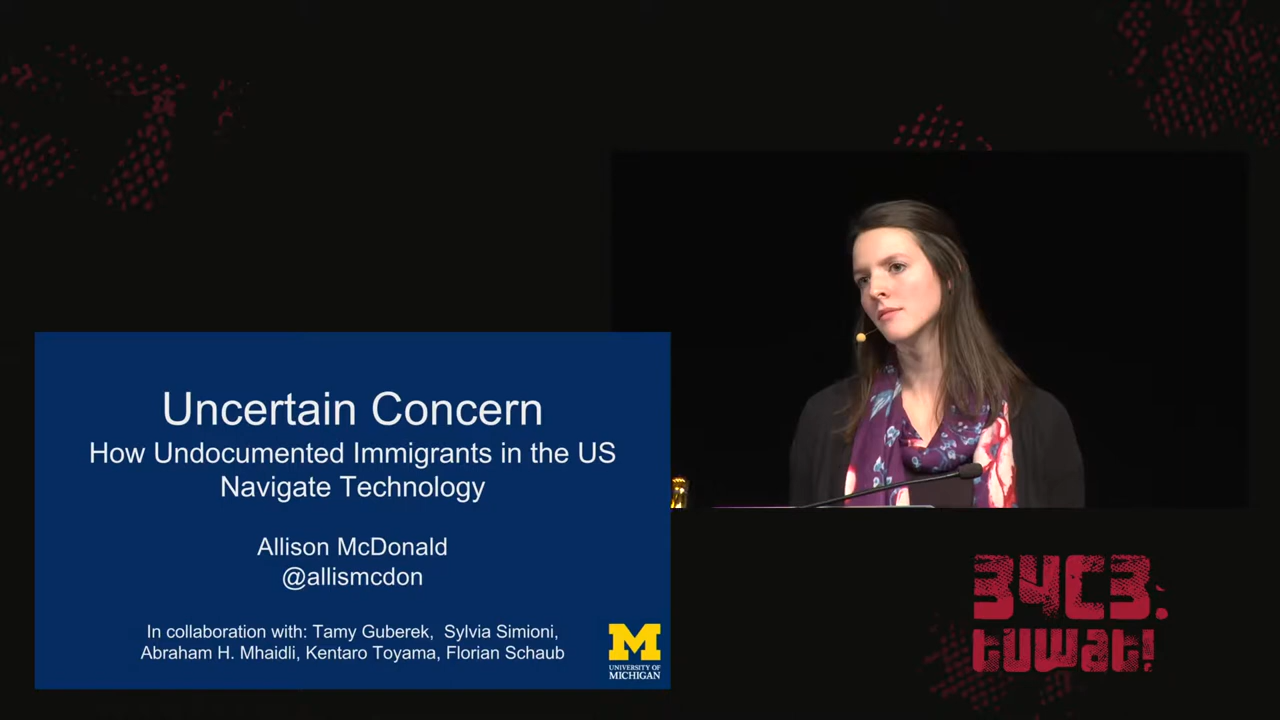 Uncertain Concern
How Undocumented Immigrants in the US
Navigate Technology
Allison McDonald
@allismcdon
In collaboration with: Tamy Guberek, Sylvia Simioni,
Abraham H. Mhaidli, Kentaro Toyama, Florian Schaub
M
UNIVERSITY OF
MICHIGAN
34C3.
tuwat!